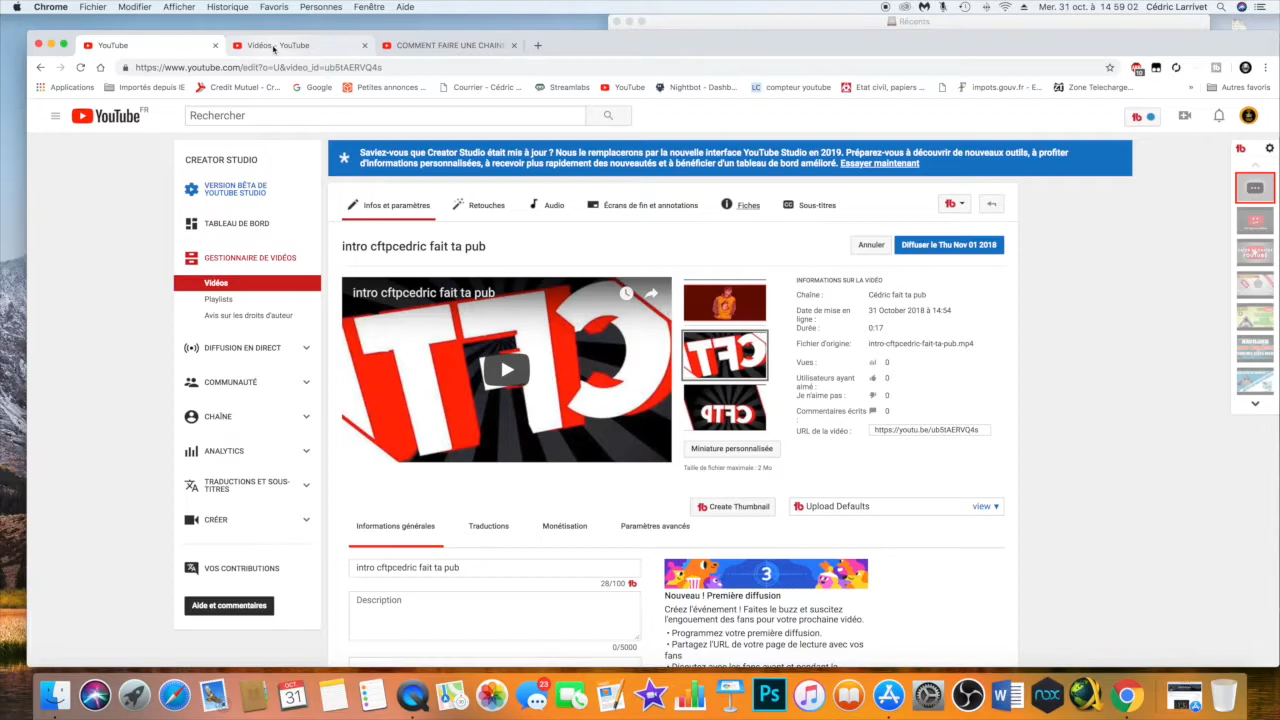 Chrome Fichier Modifier Afficher Historique Favoris Personnes Fenêtre Aide
Mer. 31 oct. à 14 59 02 Cédric Larrivet
Récents
YouTube
Vidéos - YouTube
COMMENT FAIRE UNE CHAINE
https://www.youtube.com/edit?o=U&video_id=ub5tAERVQ4s
10
Applications Importés depuis IE Credit Mutuel - Cr... Google Petites annonces ... Courrier - Cédric ... Streamlabs YouTube Nightbot - Dashb... LC compteur youtube Etat civil, papiers ... impots.gouv.fr - E... Zone Telecharge... » Autres favoris
YouTube FR
Rechercher
CREATOR STUDIO
VERSION BÊTA DE
YOUTUBE STUDIO
TABLEAU DE BORD
GESTIONNAIRE DE VIDÉOS
Vidéos
Playlists
Avis sur les droits d'auteur
DIFFUSION EN DIRECT
COMMUNAUTÉ
CHAÎNE
ANALYTICS
TRADUCTIONS ET SOUS-
TITRES
CRÉER
VOS CONTRIBUTIONS
Aide et commentaires
Saviez-vous que Creator Studio était mis à jour ? Nous le remplacerons par la nouvelle interface YouTube Studio en 2019. Préparez-vous à découvrir de nouveaux outils, à profiter
d'informations personnalisées, à recevoir plus rapidement des nouveautés et à bénéficier d'un tableau de bord amélioré. Essayer maintenant
Infos et paramètres Retouches Audio Écrans de fin et annotations Fiches CC Sous-titres
intro cftpcedric fait ta pub
Annuler
Diffuser le Thu Nov 01 2018
intro cftpcedric fait ta pub
CFT
CFT
CFTP
Miniature personnalisée
Taille de fichier maximale : 2 Mo
INFORMATIONS SUR LA VIDÉO
Chaîne : Cédric fait ta pub
Date de mise en 31 October 2018 à 14:54
ligne :
Durée : 0:17
Fichier d'origine: intro-cftpcedric-fait-ta-pub.mp4
Vues : 0
Utilisateurs ayant 0
aimé :
Je n'aime pas : 0
Commentaires écrits 0
:
URL de la vidéo : https://youtu.be/ub5tAERVQ4s
Create Thumbnail
Upload Defaults view ▾
Informations générales Traductions Monétisation Paramètres avancés
intro cftpcedric fait ta pub
28/100
Description
0/5000
3
Nouveau ! Première diffusion
Créez l'événement ! Faites le buzz et suscitez
l'engouement des fans pour votre prochaine vidéo.
• Programmez votre première diffusion.
• Partagez l'URL de votre page de lecture avec vos
fans
OCT.
31
23
Ps
W
nox